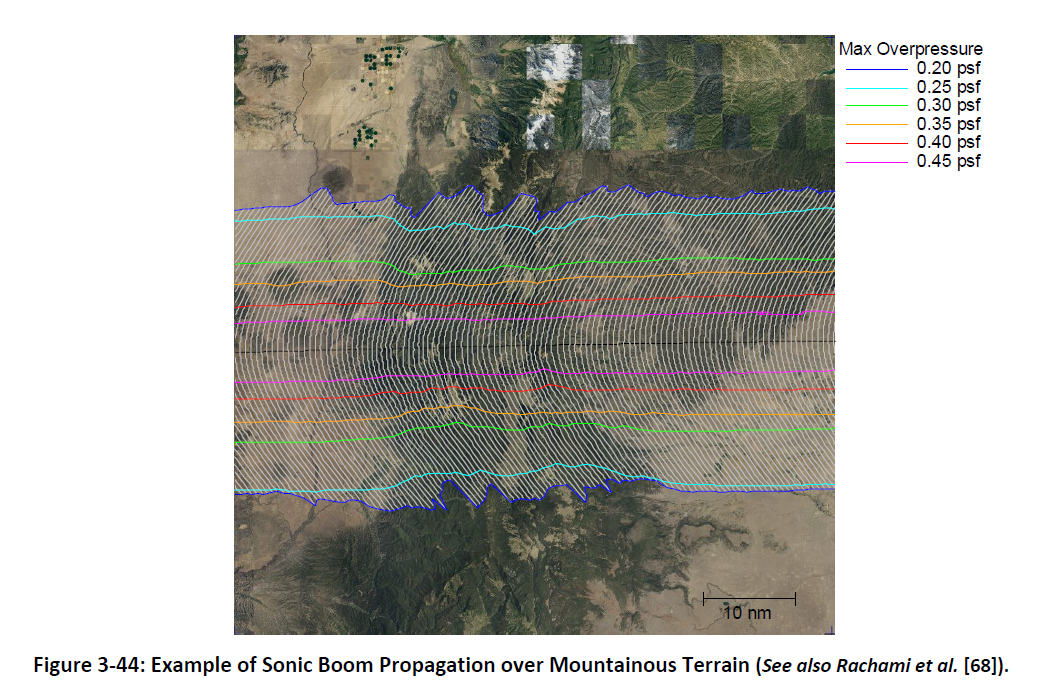 Max Overpressure
0.20 psf
0.25 psf
0.30 psf
0.35 psf
0.40 psf
0.45 psf
10 nm
Figure 3-44: Example of Sonic Boom Propagation over Mountainous Terrain (See also Rachami et al. [68]).